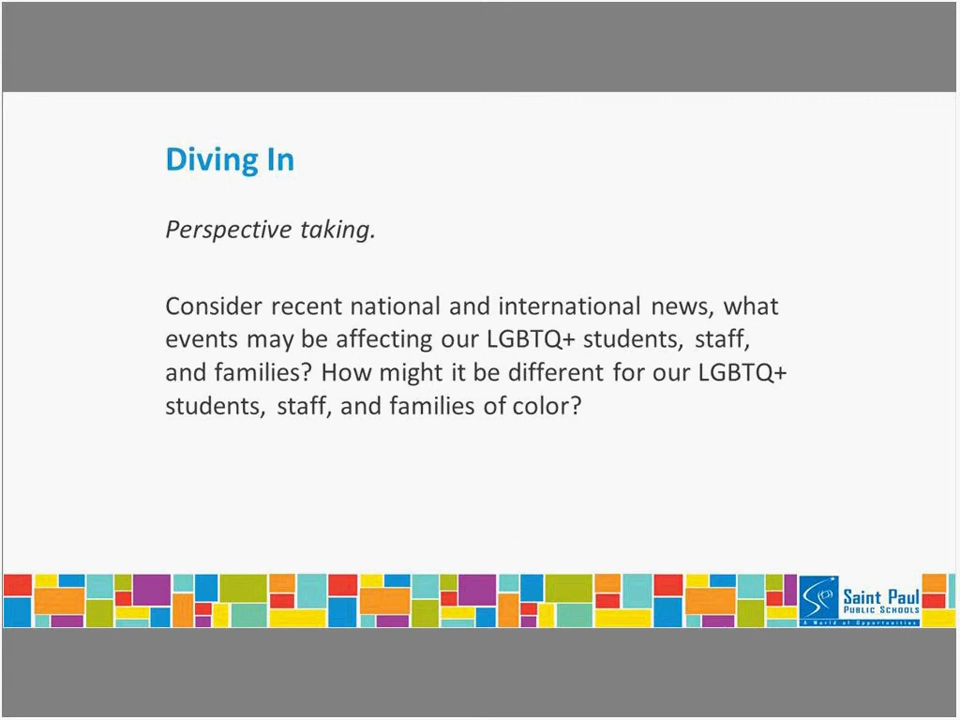 Diving In
Perspective taking.
Consider recent national and international news, what
events may be affecting our LGBTQ+ students, staff,
and families? How might it be different for our LGBTQ+
students, staff, and families of color?
Saint Paul
PUBLIC SCHOOLS
A World of Opportunities